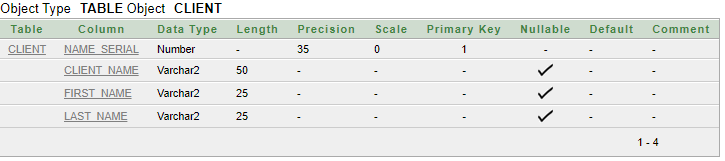 Object Type TABLE Object CLIENT
Table Column Data Type Length Precision Scale Primary Key Nullable Default Comment
CLIENT NAME_SERIAL Number - 35 0 1 - - -
CLIENT_NAME Varchar2 50 - - - ✓ - -
FIRST_NAME Varchar2 25 - - - ✓ - -
LAST_NAME Varchar2 25 - - - ✓ - -
1 - 4